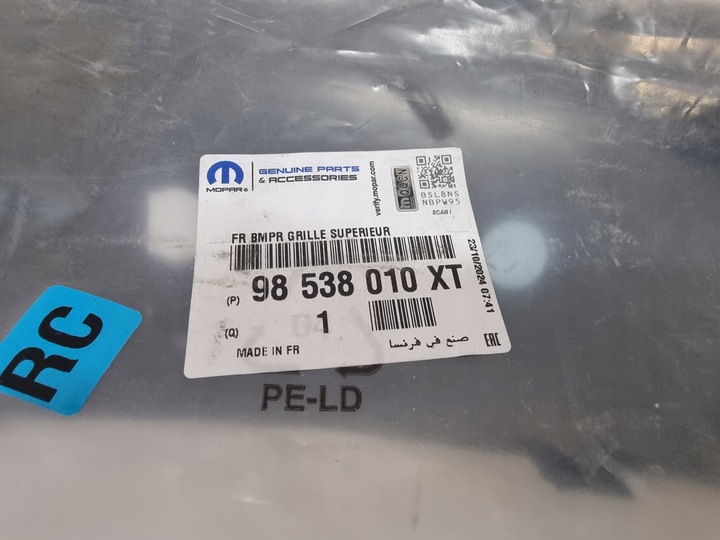 MOPAR®
GENUINE PARTS
& ACCESSORIES
verify.mopar.com
BSL8NS
NBPW95
SCAN !
FR BMPR GRILLE SUPERIEUR
(P) 98 538 010 XT
23/10/2024 07:41
(Q) 1
MADE IN FR
صنع في فرنسا
EAC
RC
PE-LD